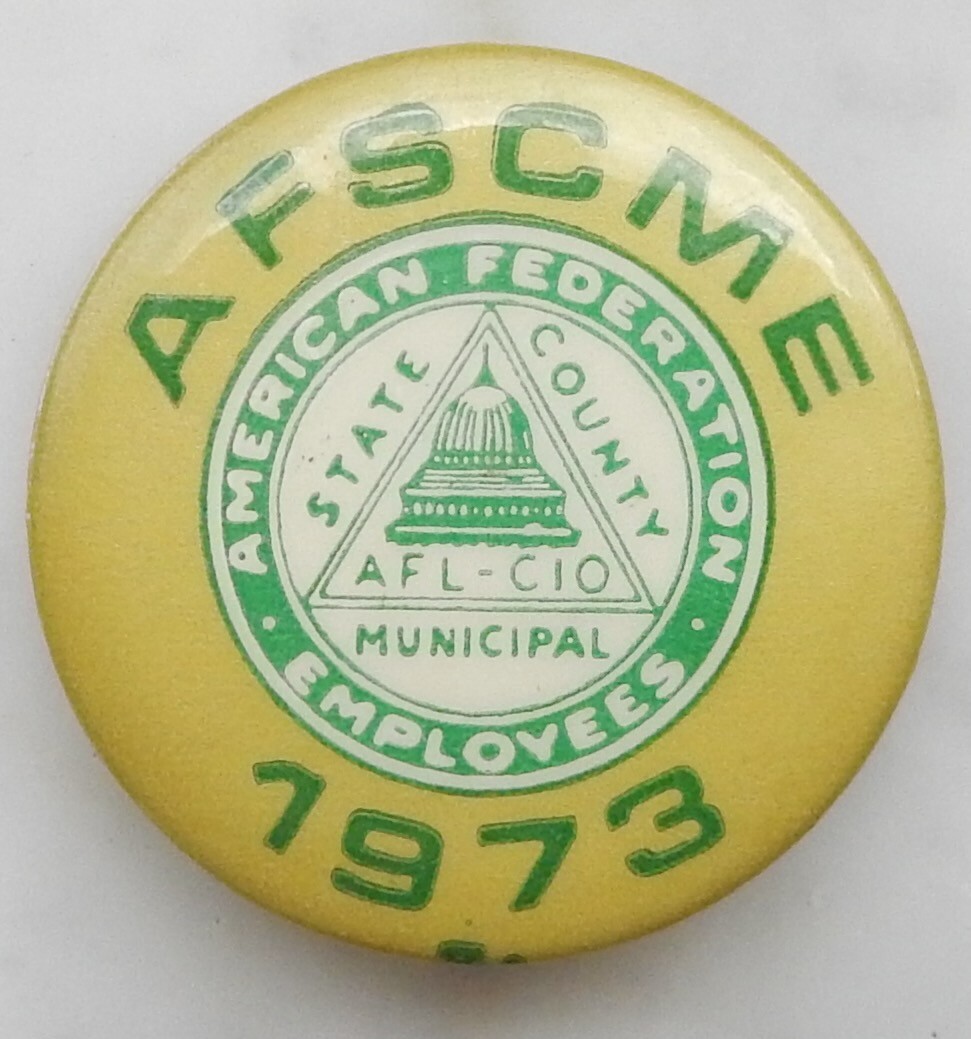 AFSCME
AMERICAN FEDERATION
STATE
COUNTY
AFL-CIO
MUNICIPAL
· EMPLOYEES ·
1973